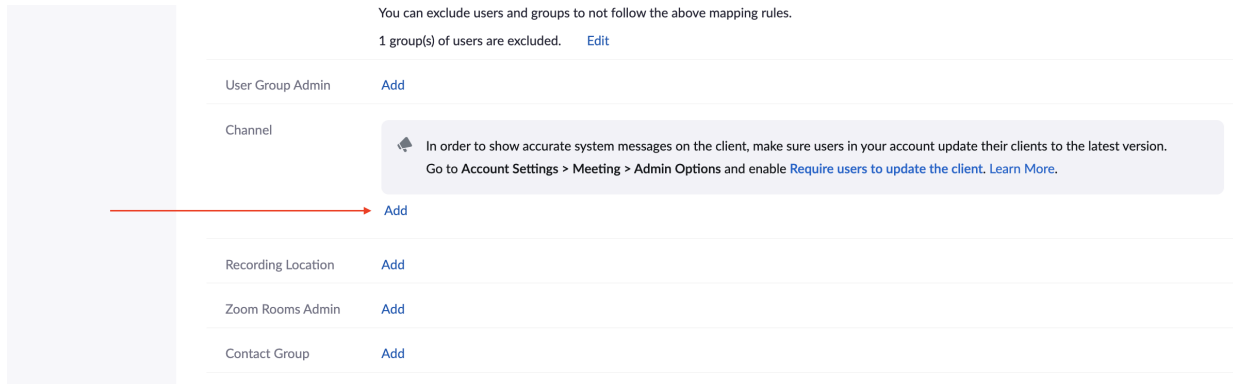 You can exclude users and groups to not follow the above mapping rules.
1 group(s) of users are excluded. Edit
User Group Admin Add
Channel
In order to show accurate system messages on the client, make sure users in your account update their clients to the latest version.
Go to Account Settings > Meeting > Admin Options and enable Require users to update the client. Learn More.
Add
Recording Location Add
Zoom Rooms Admin Add
Contact Group Add